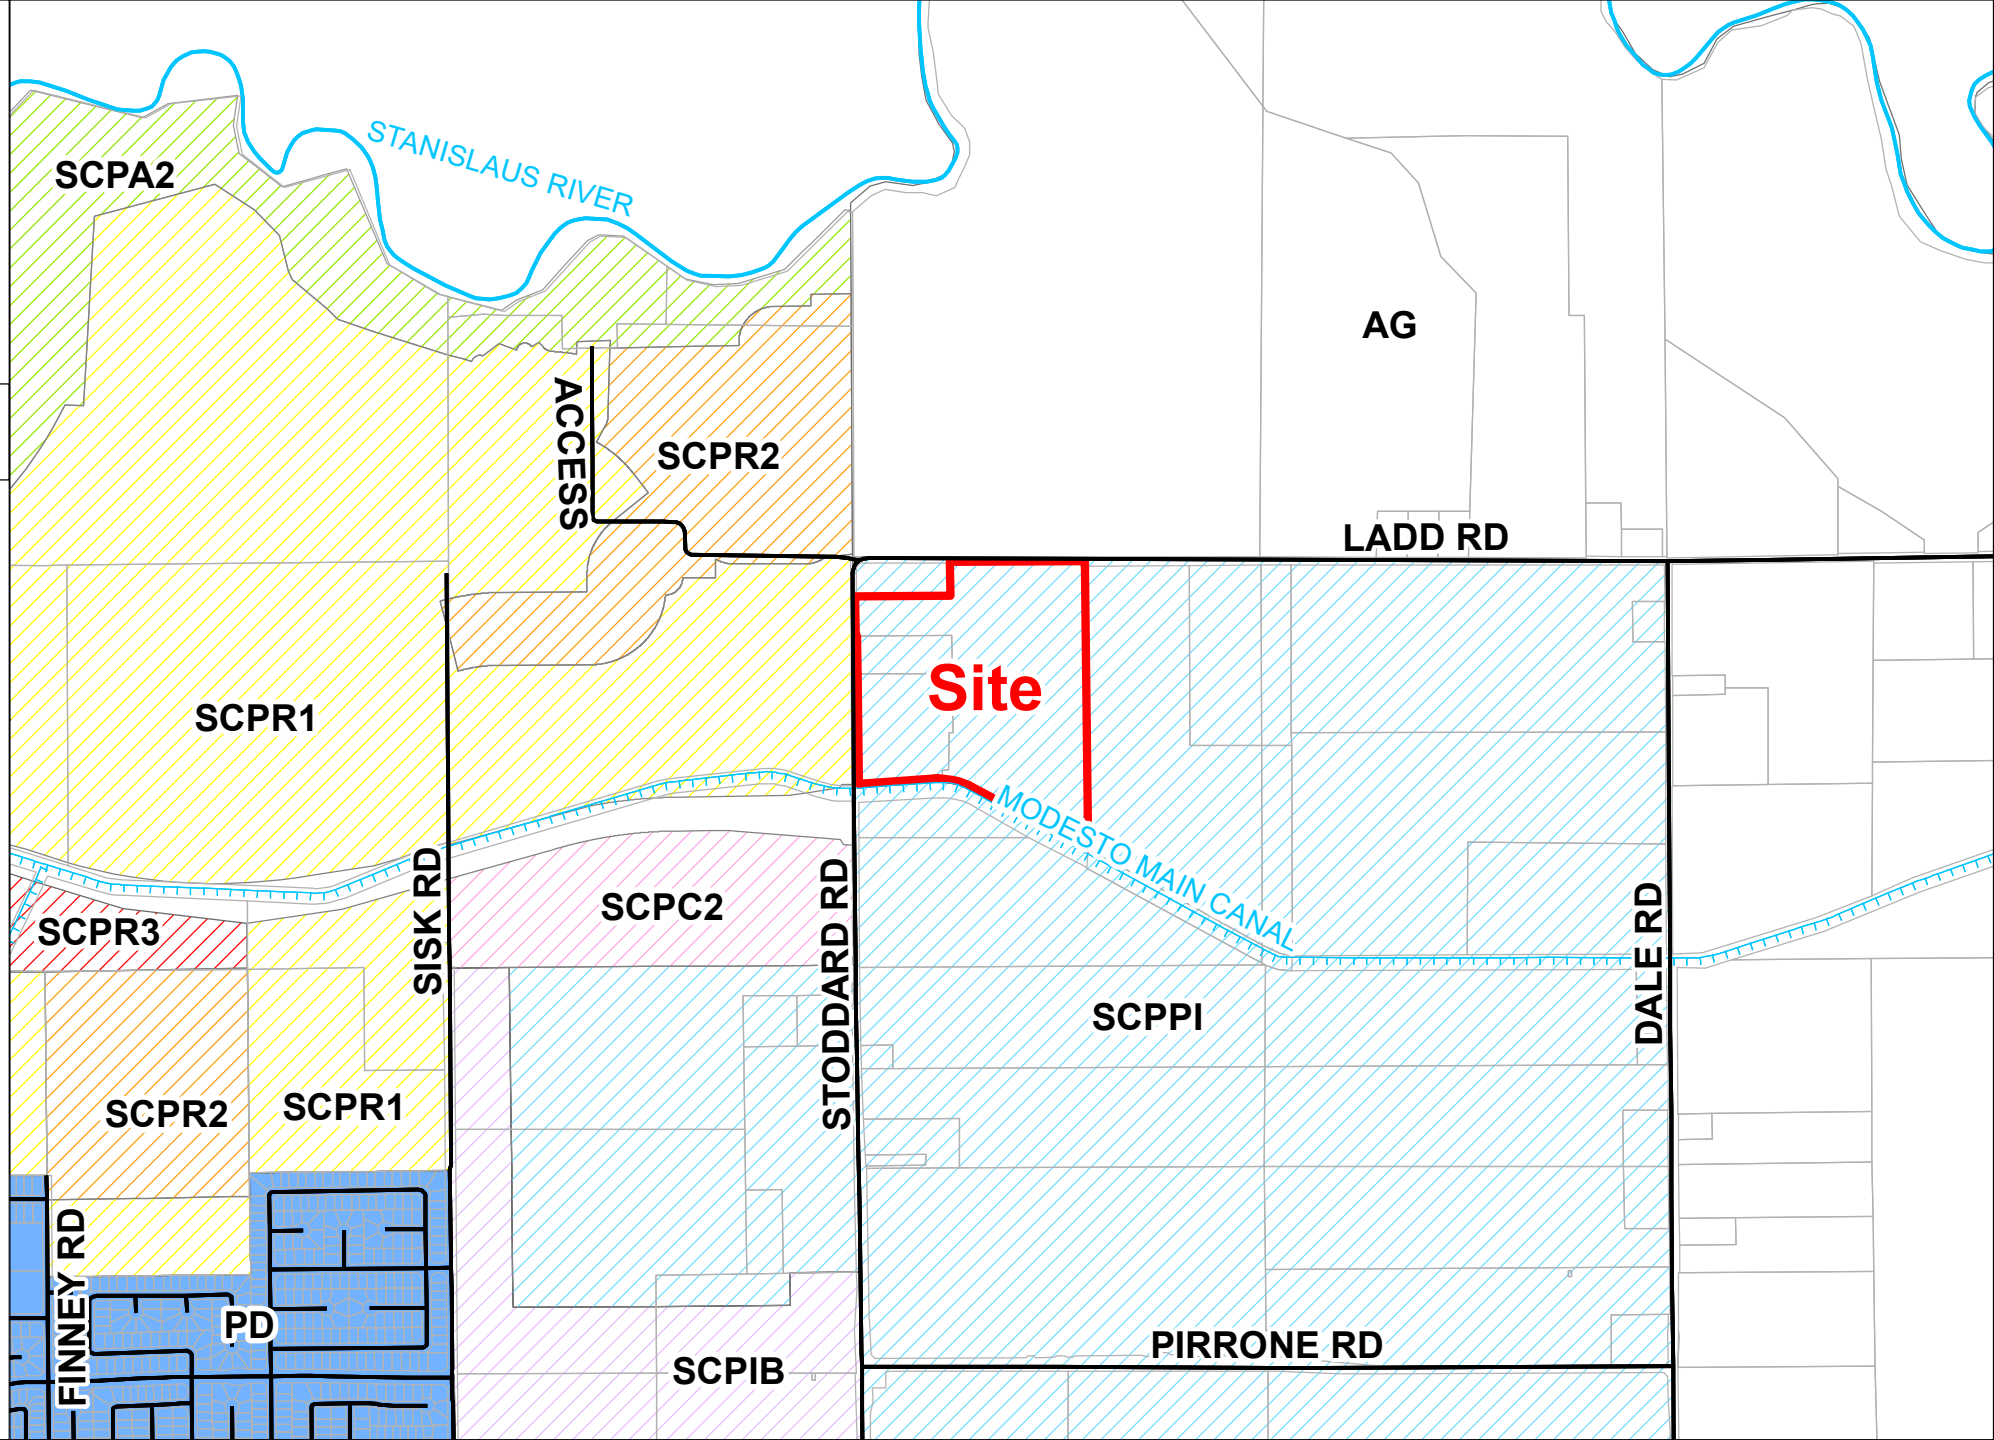 STANISLAUS RIVER
SCPA2
AG
ACCESS
SCPR2
LADD RD
Site
SCPR1
MODESTO MAIN CANAL
SISK RD
SCPC2
STODDARD RD
SCPR3
DALE RD
SCPPI
SCPR2
SCPR1
FINNEY RD
PD
PIRRONE RD
SCPIB